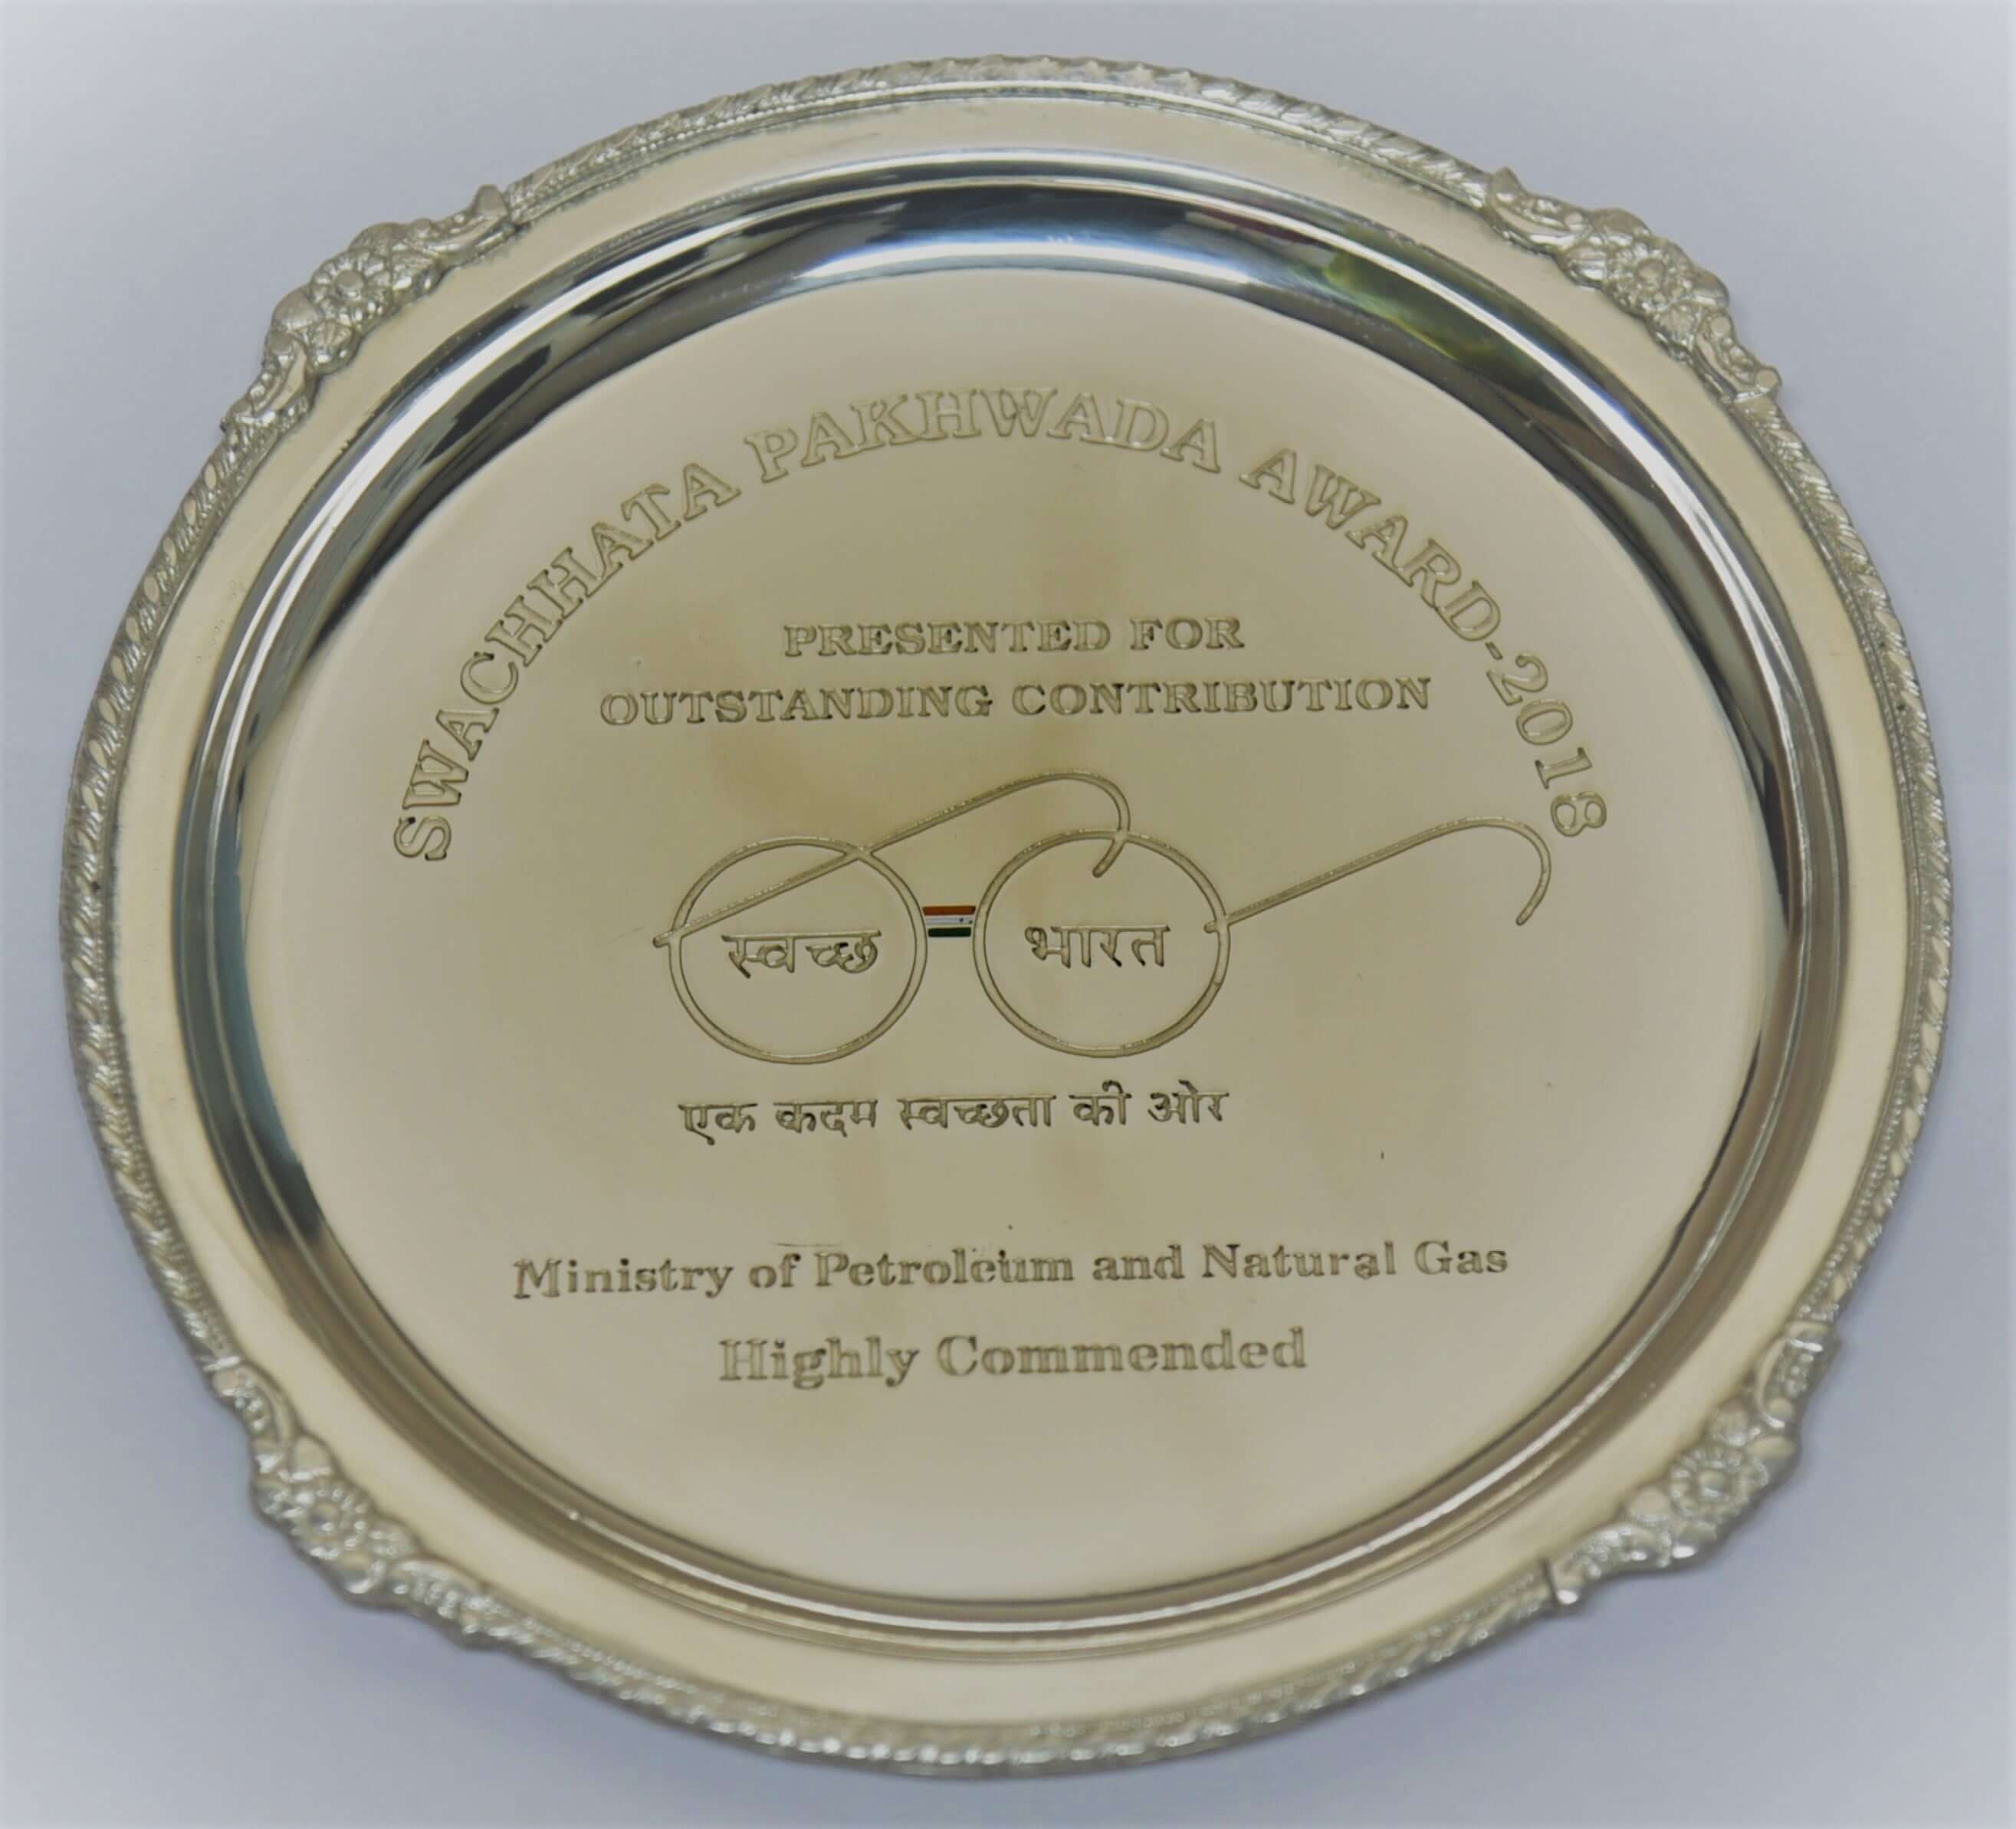 SWACHHATA PAKHWADA AWARD-2018
PRESENTED FOR
OUTSTANDING CONTRIBUTION
स्वच्छ भारत
एक कदम स्वच्छता की ओर
Ministry of Petroleum and Natural Gas
Highly Commended